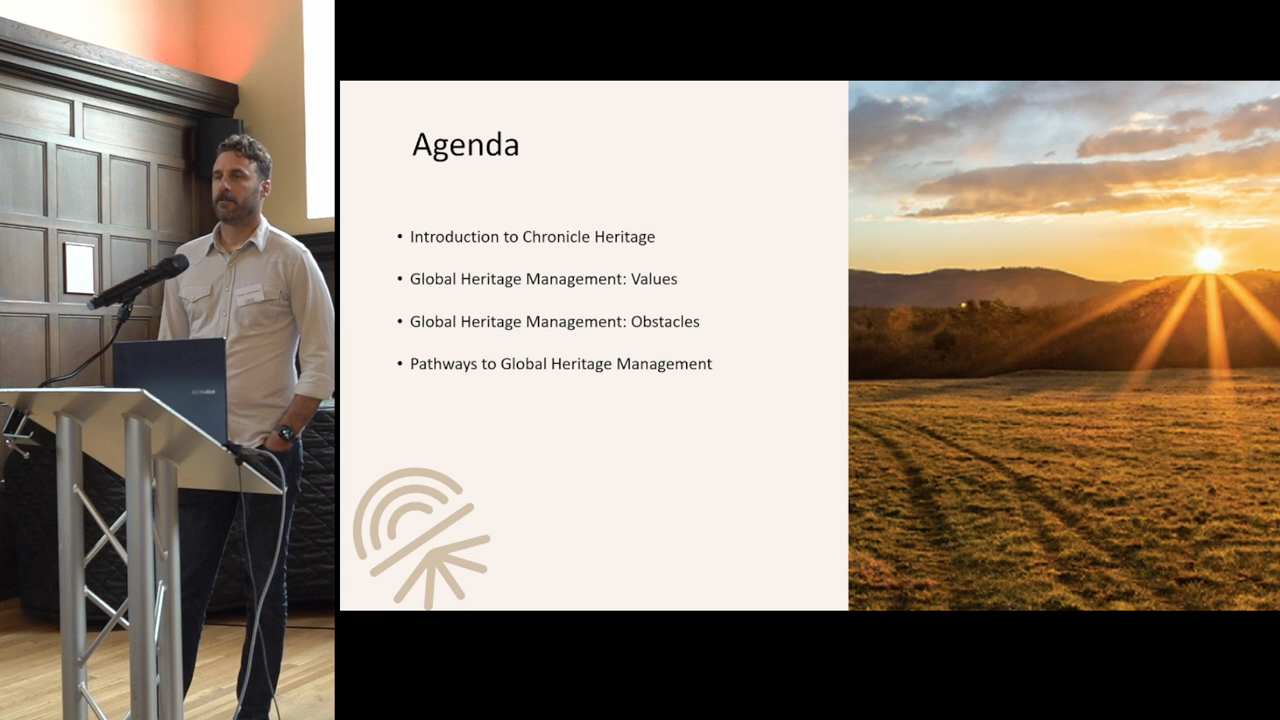 Agenda
• Introduction to Chronicle Heritage
• Global Heritage Management: Values
• Global Heritage Management: Obstacles
• Pathways to Global Heritage Management